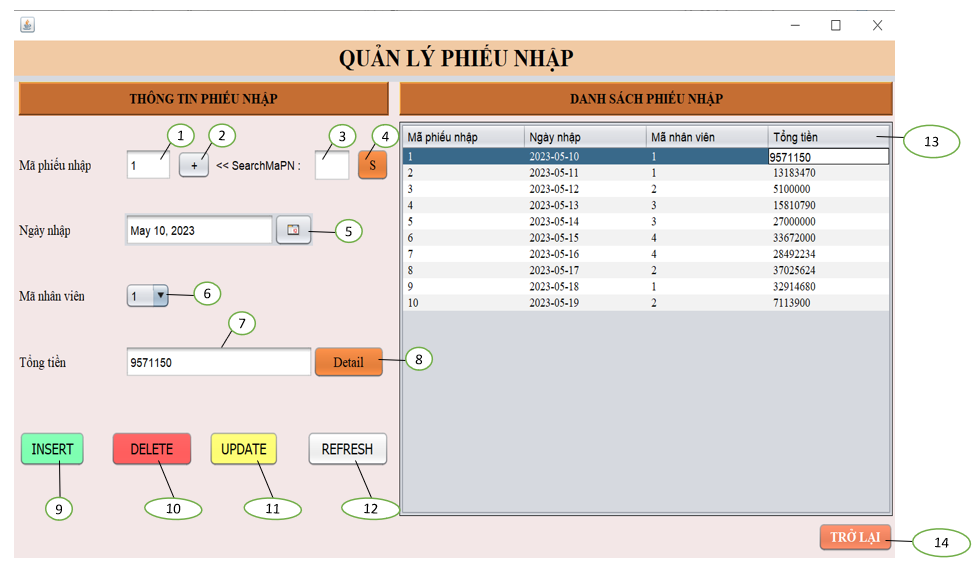 QUẢN LÝ PHIẾU NHẬP
THÔNG TIN PHIẾU NHẬP
DANH SÁCH PHIẾU NHẬP
1 2 3 4
Mã phiếu nhập 1 + << SearchMaPN : S
Ngày nhập May 10, 2023 5
Mã nhân viên 1 6
7
Tổng tiền 9571150 Detail 8
INSERT DELETE UPDATE REFRESH
9 10 11 12
Mã phiếu nhập Ngày nhập Mã nhân viên Tổng tiền 13
1 2023-05-10 1 9571150
2 2023-05-11 1 13183470
3 2023-05-12 2 5100000
4 2023-05-13 3 15810790
5 2023-05-14 3 27000000
6 2023-05-15 4 33672000
7 2023-05-16 4 28492234
8 2023-05-17 2 37025624
9 2023-05-18 1 32914680
10 2023-05-19 2 7113900
TRỞ LẠI 14